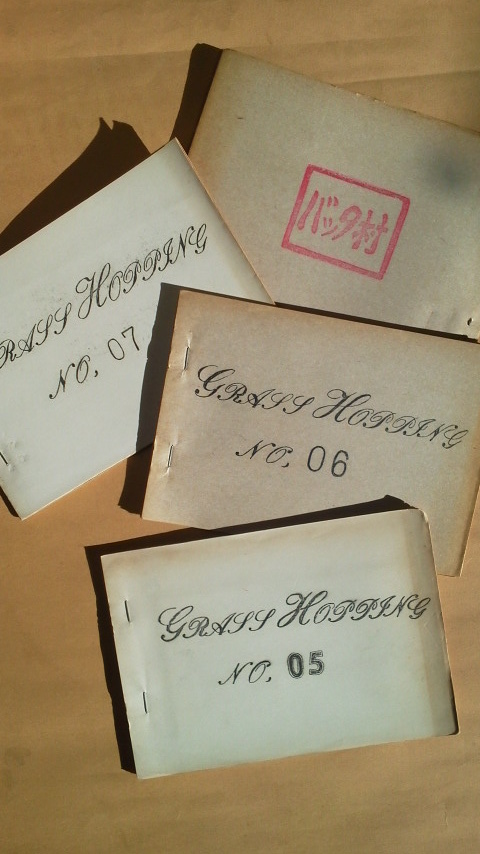 バッタ村
GRASS HOPPING
NO. 07
GRASS HOPPING
NO. 06
GRASS HOPPING
NO. 05